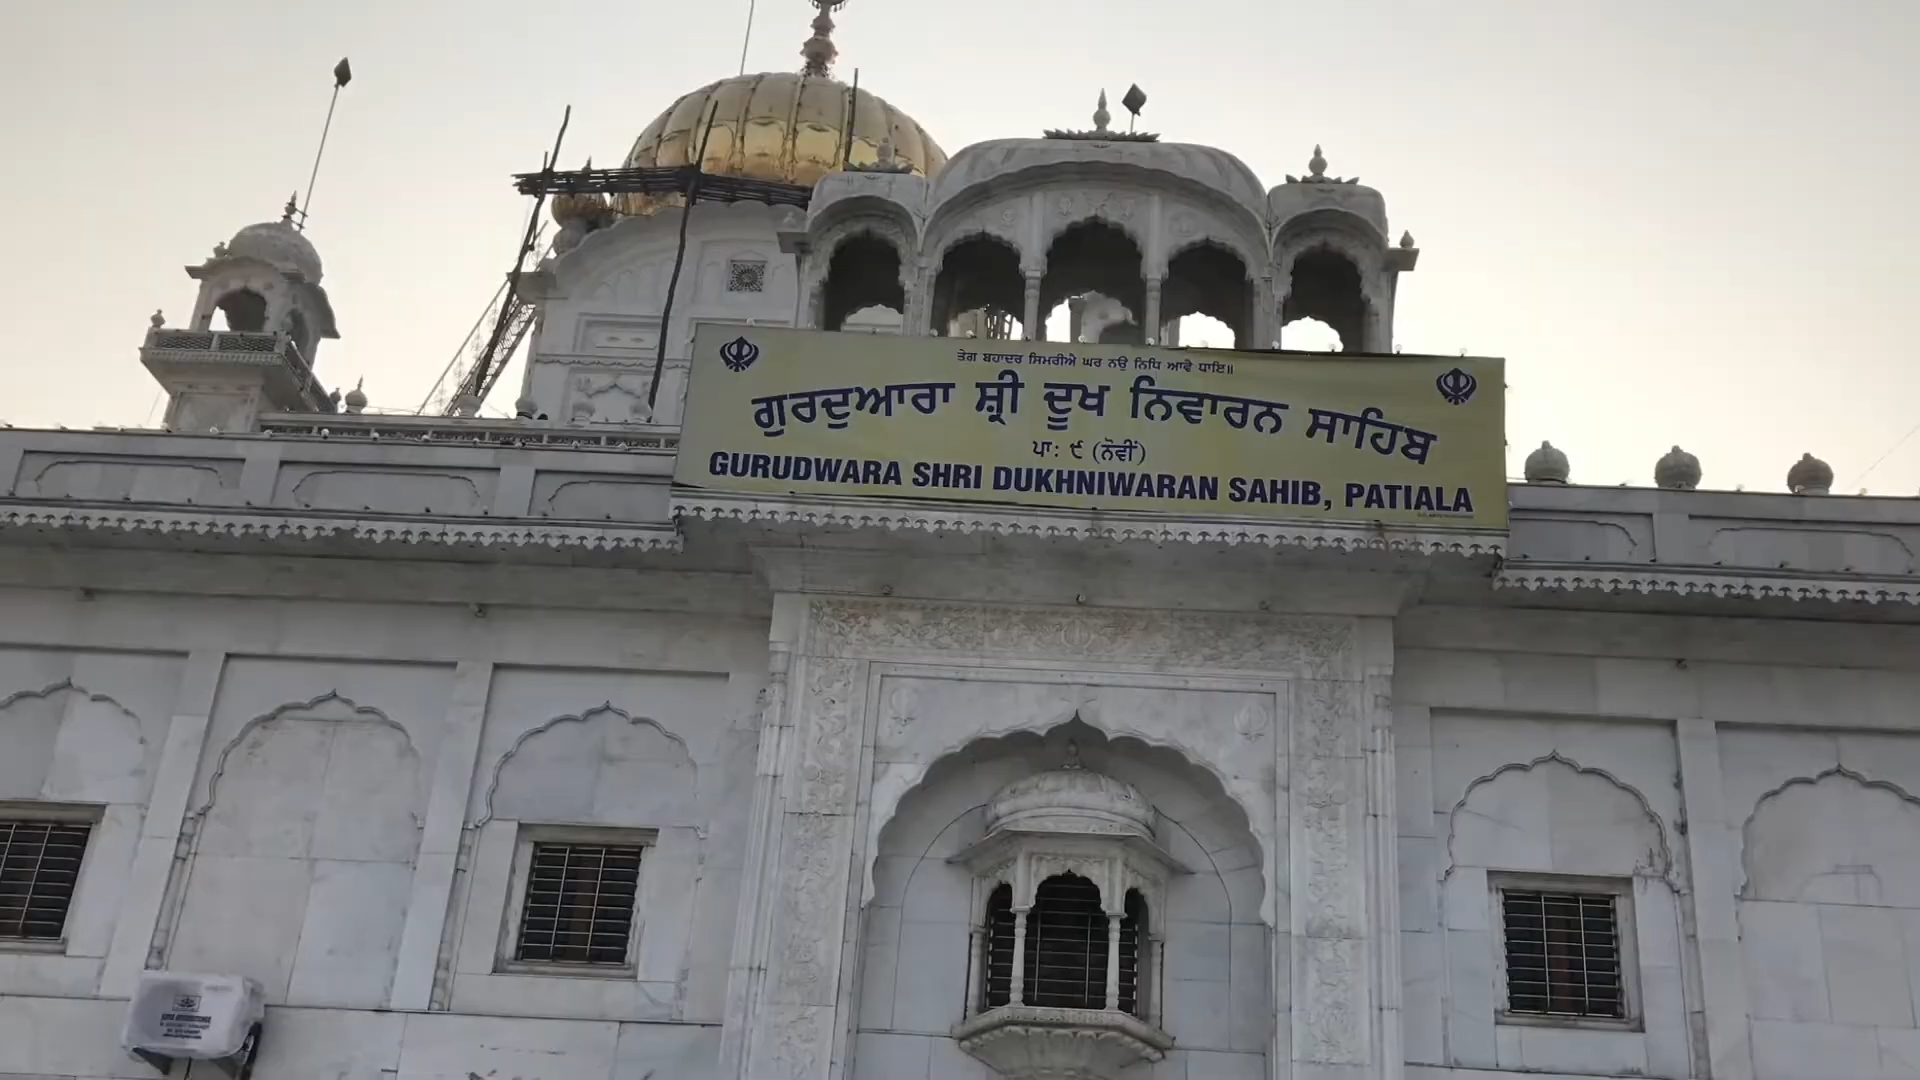 ਤੇਗ ਬਹਾਦਰ ਸਿਮਰੀਐ ਘਰ ਨਉ ਨਿਧਿ ਆਵੈ ਧਾਇ॥
ਗੁਰਦੁਆਰਾ ਸ਼੍ਰੀ ਦੂਖ ਨਿਵਾਰਨ ਸਾਹਿਬ
ਪਾ: ੯ (ਨੌਵੀਂ)
GURUDWARA SHRI DUKHNIWARAN SAHIB, PATIALA